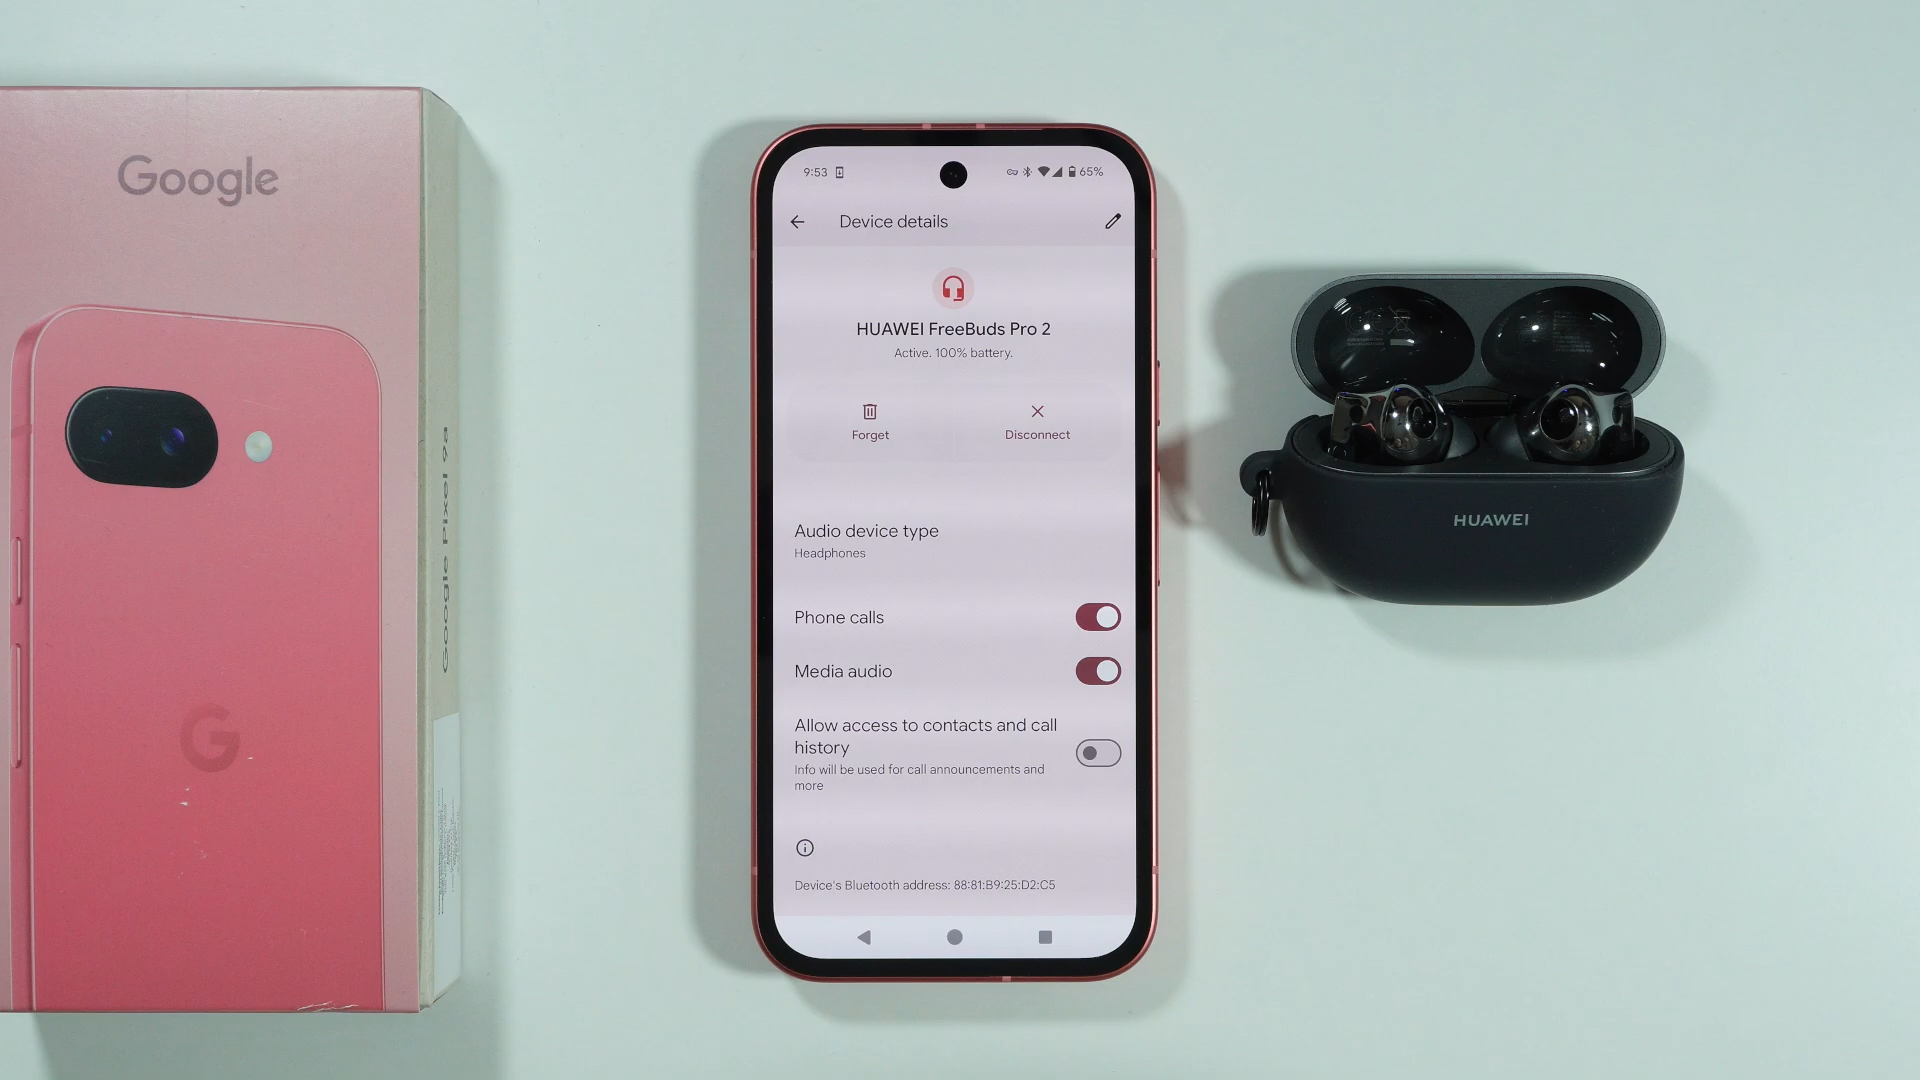 Google
Google Pixel 9a
9:53
65%
Device details
HUAWEI FreeBuds Pro 2
Active. 100% battery.
Forget
Disconnect
Audio device type
Headphones
Phone calls
Media audio
Allow access to contacts and call
history
Info will be used for call announcements and
more
Device's Bluetooth address: 88:81:B9:25:D2:C5
HUAWEI